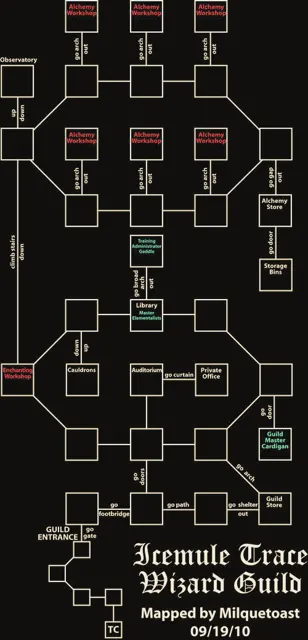 Alchemy Workshop
Alchemy Workshop
Alchemy Workshop
go arch
out
go arch
out
go arch
out
Observatory
up
down
Alchemy Workshop
Alchemy Workshop
Alchemy Workshop
go arch
out
go arch
out
go arch
out
go gap
out
Alchemy Store
climb stairs
down
Training Administrator Gaddle
go door
out
Storage Bins
go broad arch
out
Library
Master Elementalists
down
up
Enchanting Workshop
Cauldrons
Auditorium
go curtain
Private Office
go door
out
Guild Master Cardigan
go arch
go doors
out
go footbridge
go path
go shelter
out
Guild Store
GUILD ENTRANCE
go gate
TC
Icemule Trace
Wizard Guild
Mapped by Milquetoast
09/19/10